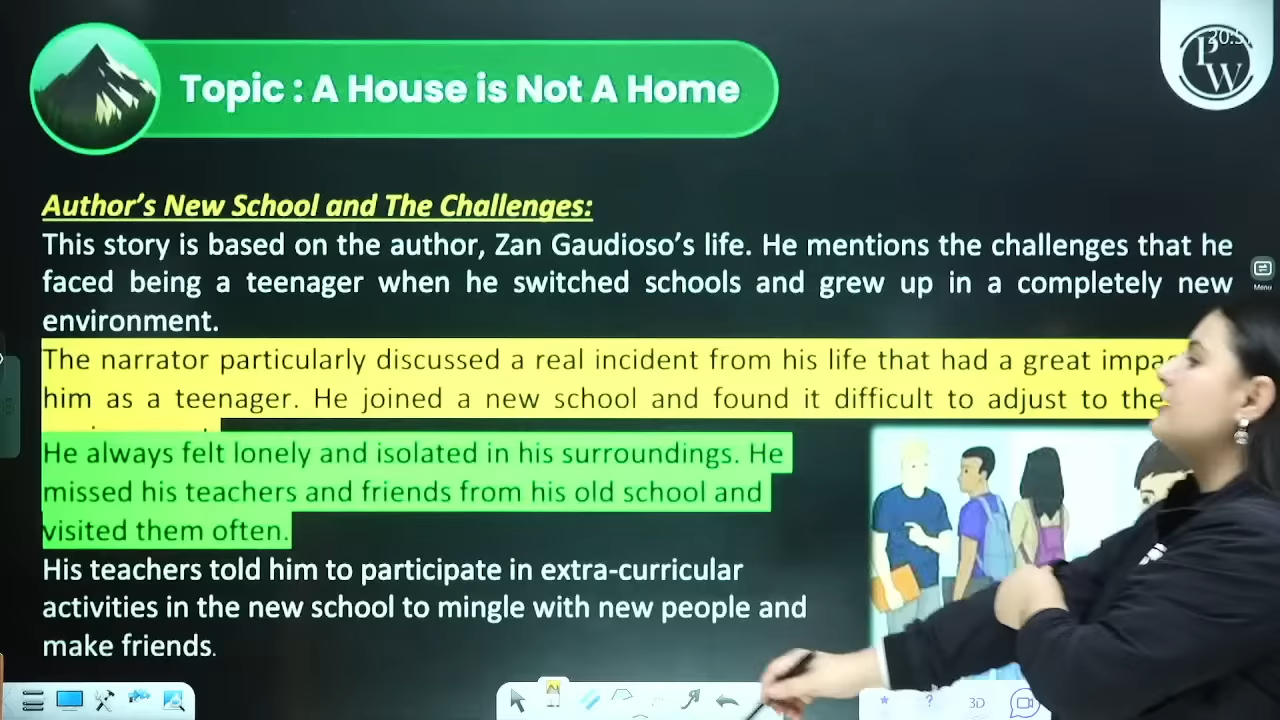 Topic : A House is Not A Home
20:5
PW
Author's New School and The Challenges:
This story is based on the author, Zan Gaudioso's life. He mentions the challenges that he
faced being a teenager when he switched schools and grew up in a completely new
environment.
The narrator particularly discussed a real incident from his life that had a great
him as a teenager. He joined a new school and found it difficult to adjust to the
He always felt lonely and isolated in his surroundings. He
missed his teachers and friends from his old school and
visited them often.
His teachers told him to participate in extra-curricular
activities in the new school to mingle with new people and
make friends.
Menu
3D